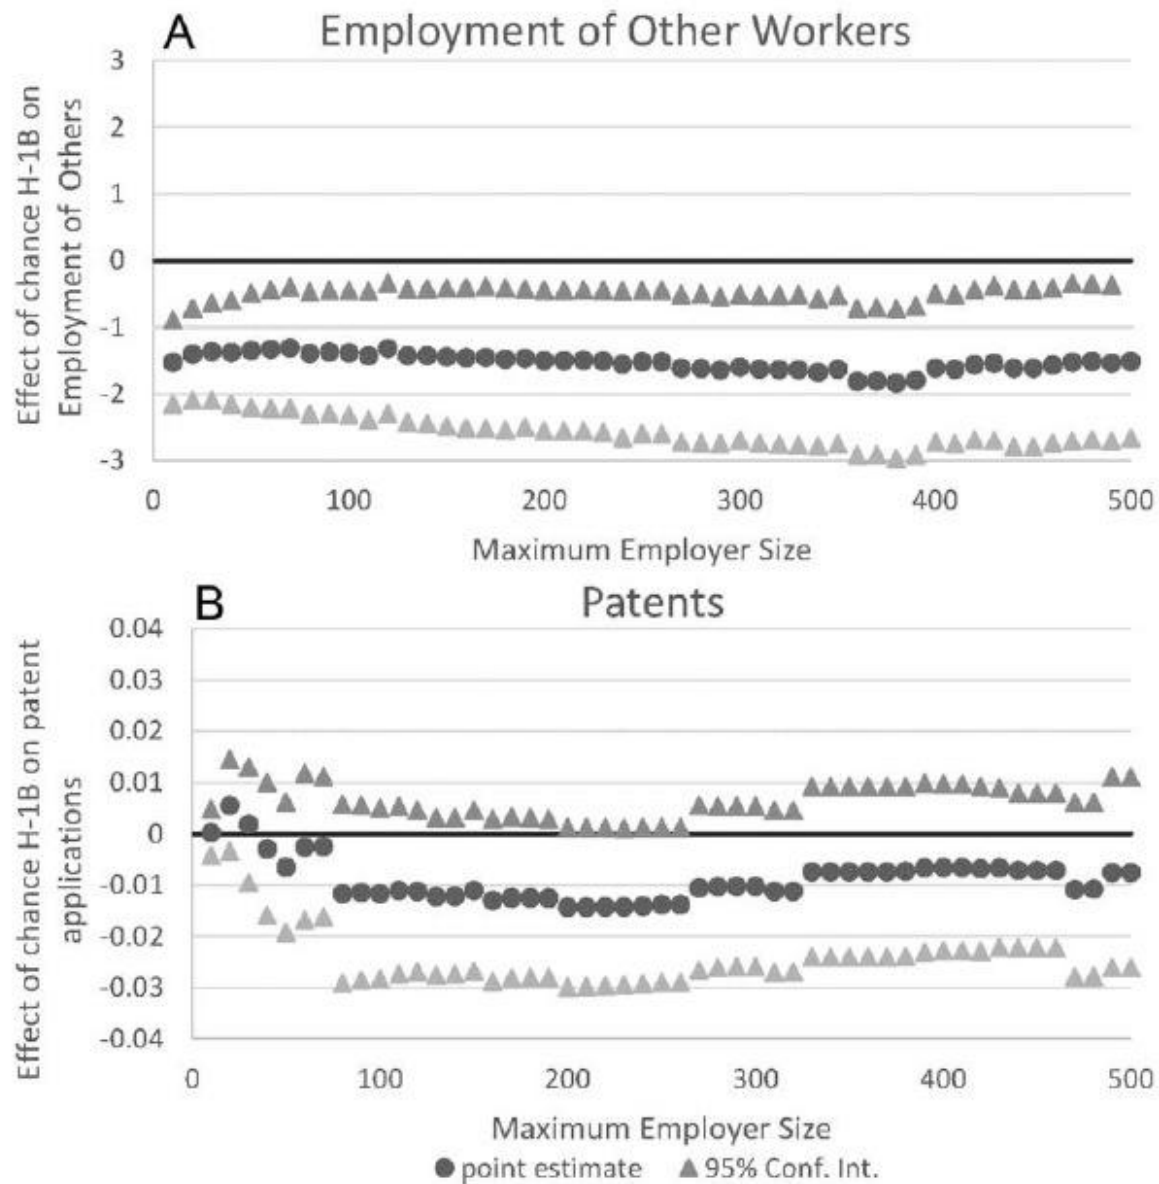 A
Employment of Other Workers
Effect of chance H-1B on
Employment of Others
3
2
1
0
-1
-2
-3
0 100 200 300 400 500
Maximum Employer Size
B
Patents
Effect of chance H-1B on patent
applications
0.04
0.03
0.02
0.01
0
-0.01
-0.02
-0.03
-0.04
0 100 200 300 400 500
Maximum Employer Size
point estimate 95% Conf. Int.